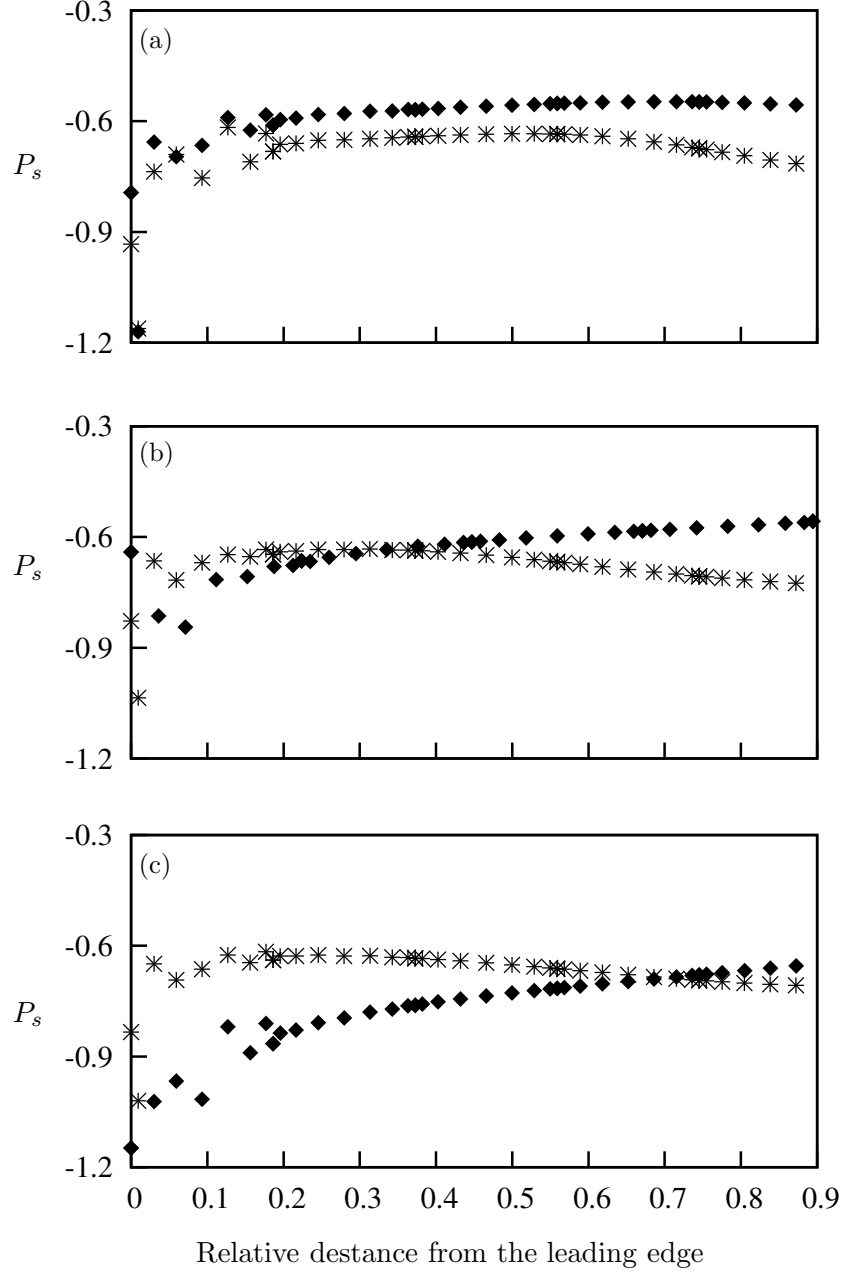 -0.3
(a)
-0.6
P_s
-0.9
-1.2
-0.3
(b)
-0.6
P_s
-0.9
-1.2
-0.3
(c)
-0.6
P_s
-0.9
-1.2
0 0.1 0.2 0.3 0.4 0.5 0.6 0.7 0.8 0.9
Relative destance from the leading edge